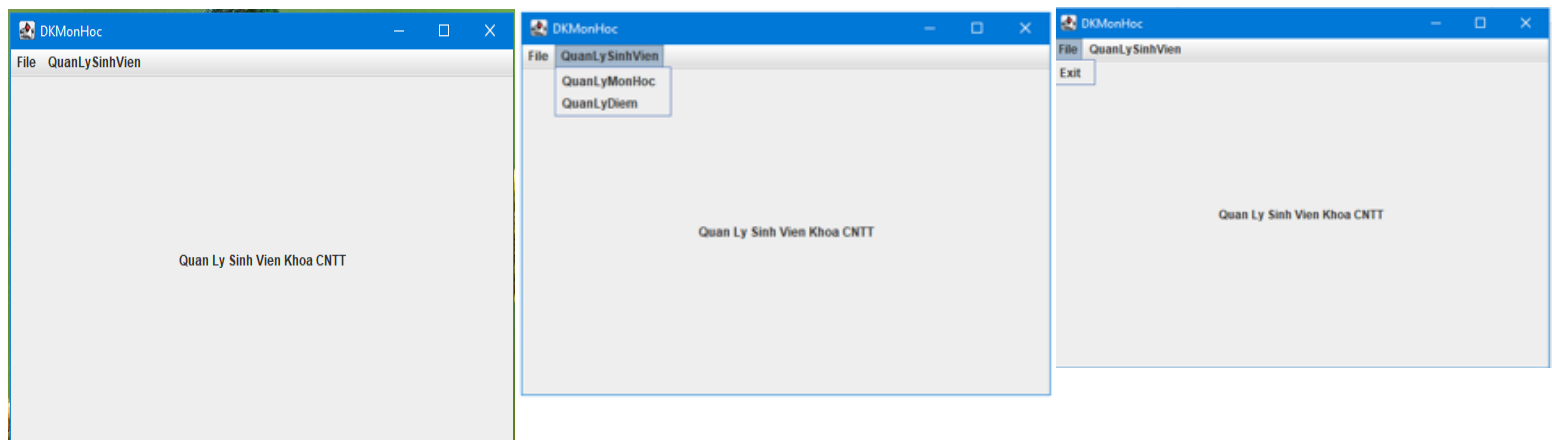 DKMonHoc
File QuanLySinhVien
Quan Ly Sinh Vien Khoa CNTT
DKMonHoc
File QuanLySinhVien
QuanLyMonHoc
QuanLyDiem
Quan Ly Sinh Vien Khoa CNTT
DKMonHoc
File QuanLySinhVien
Exit
Quan Ly Sinh Vien Khoa CNTT